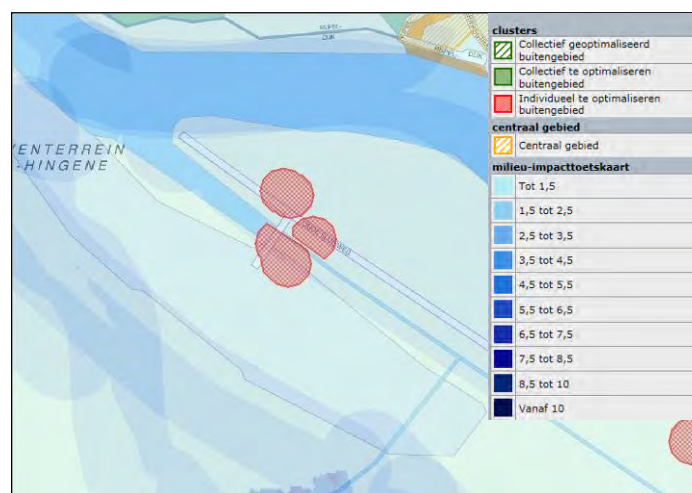 RUPEL-
DIJK
VENTERREIN
-HINGENE
clusters
Collectief geoptimaliseerd
buitengebied
Collectief te optimaliseren
buitengebied
Individueel te optimaliseren
buitengebied
centraal gebied
Centraal gebied
milieu-impacttoetskaart
Tot 1,5
1,5 tot 2,5
2,5 tot 3,5
3,5 tot 4,5
4,5 tot 5,5
5,5 tot 6,5
6,5 tot 7,5
7,5 tot 8,5
8,5 tot 10
Vanaf 10